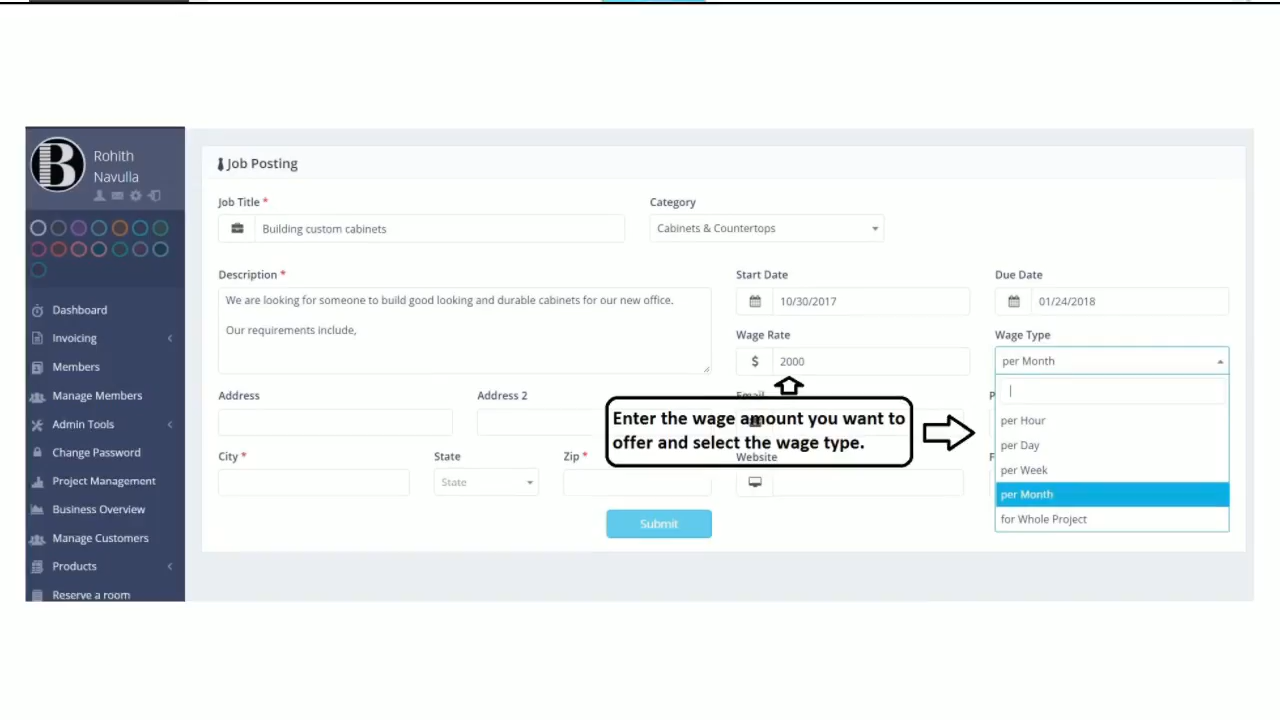 B
Rohith
Navulla
Dashboard
Invoicing
Members
Manage Members
Admin Tools
Change Password
Project Management
Business Overview
Manage Customers
Products
Reserve a room
Job Posting
Job Title *
Building custom cabinets
Category
Cabinets & Countertops
Description *
We are looking for someone to build good looking and durable cabinets for our new office.
Our requirements include,
Start Date
10/30/2017
Due Date
01/24/2018
Wage Rate
$ 2000
Wage Type
per Month
per Hour
per Day
per Week
per Month
for Whole Project
Address
Address 2
Enter the wage amount you want to
offer and select the wage type.
City *
State
State
Zip *
Website
Submit